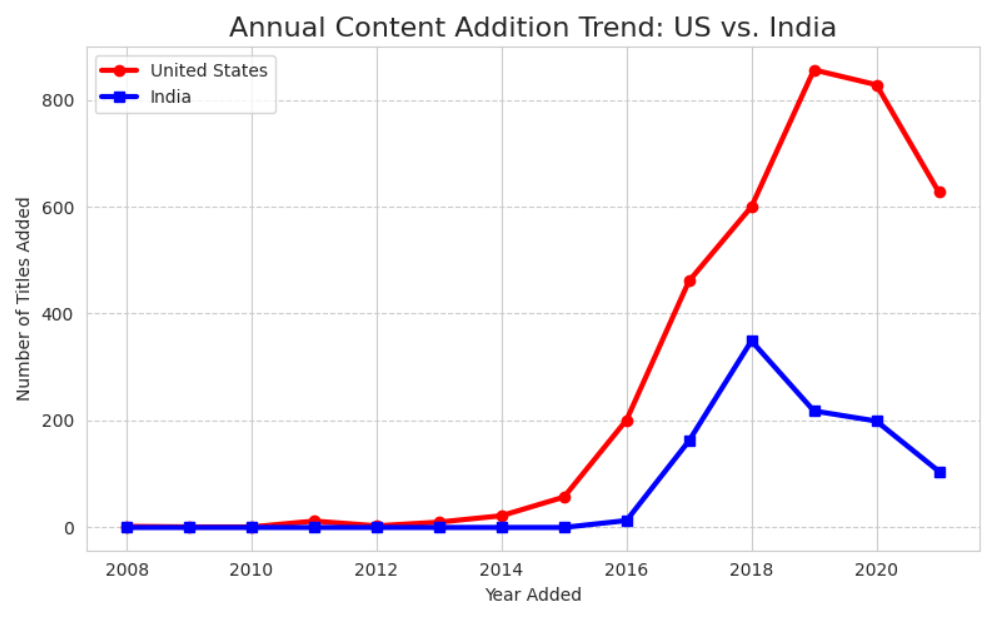 Annual Content Addition Trend: US vs. India
United States
India
Number of Titles Added
800
600
400
200
0
2008 2010 2012 2014 2016 2018 2020
Year Added